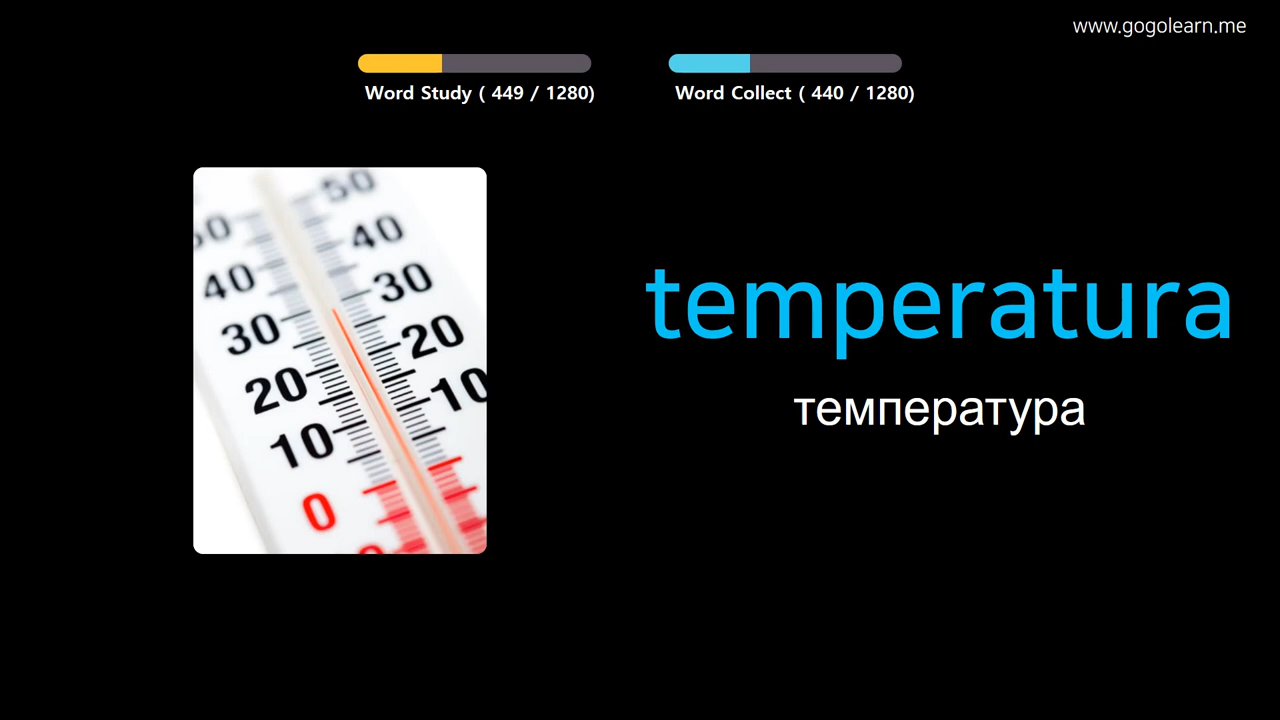 www.gogolearn.me
Word Study ( 449 / 1280)
Word Collect ( 440 / 1280)
50
50
40
40
30
30
20
20
10
10
0
temperatura
температура